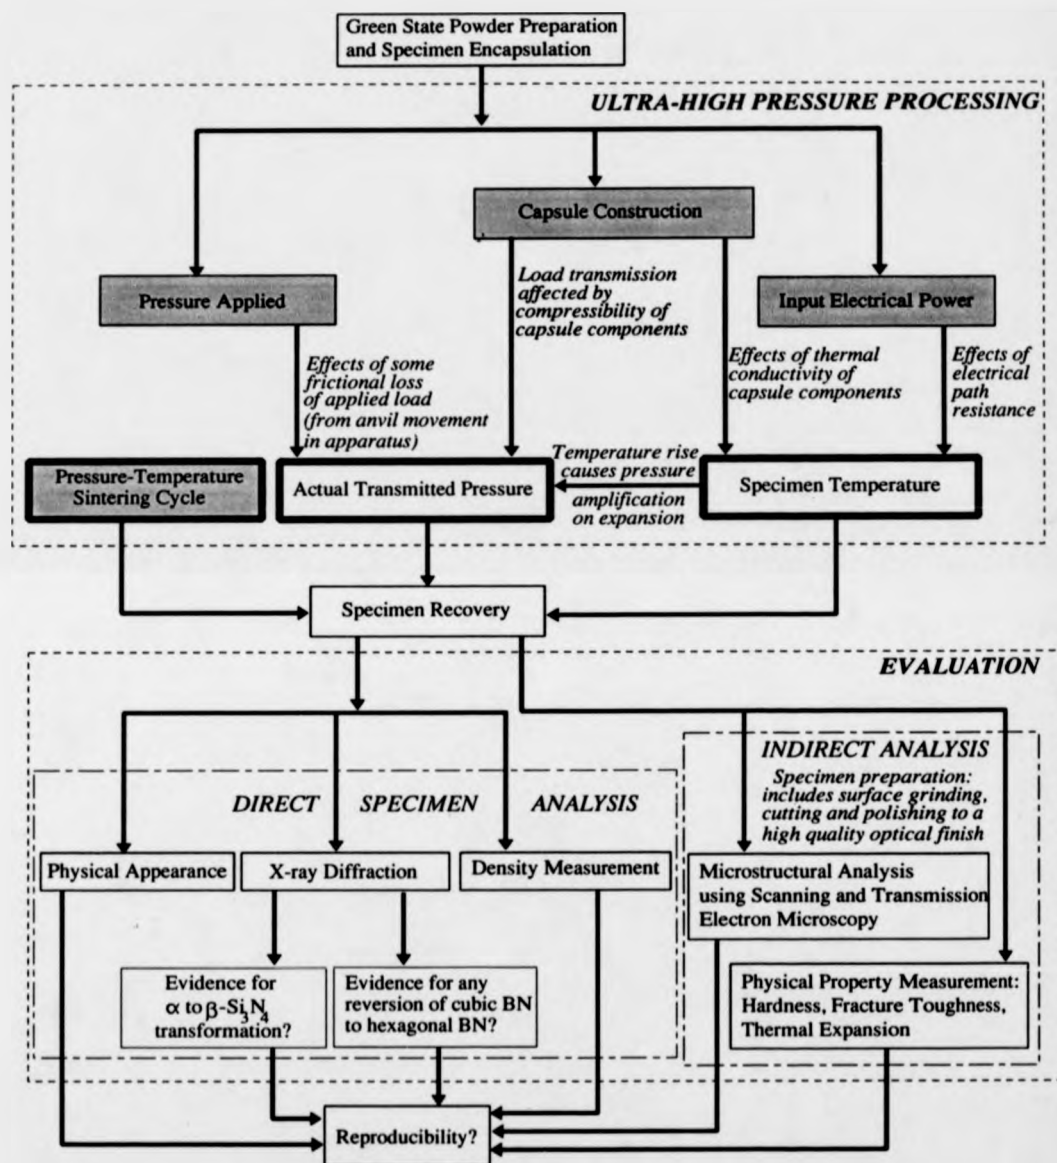 Green State Powder Preparation
and Specimen Encapsulation
ULTRA-HIGH PRESSURE PROCESSING
Capsule Construction
Pressure Applied
Load transmission
affected by
compressibility of
capsule components
Input Electrical Power
Effects of some
frictional loss
of applied load
(from anvil movement
in apparatus)
Effects of thermal
conductivity of
capsule components
Effects of
electrical
path
resistance
Pressure-Temperature
Sintering Cycle
Actual Transmitted Pressure
Temperature rise
causes pressure
amplification
on expansion
Specimen Temperature
Specimen Recovery
EVALUATION
DIRECT SPECIMEN ANALYSIS
INDIRECT ANALYSIS
Specimen preparation:
includes surface grinding,
cutting and polishing to a
high quality optical finish
Physical Appearance
X-ray Diffraction
Density Measurement
Microstructural Analysis
using Scanning and Transmission
Electron Microscopy
Evidence for
α to β-Si₃N₄
transformation?
Evidence for any
reversion of cubic BN
to hexagonal BN?
Physical Property Measurement:
Hardness, Fracture Toughness,
Thermal Expansion
Reproducibility?